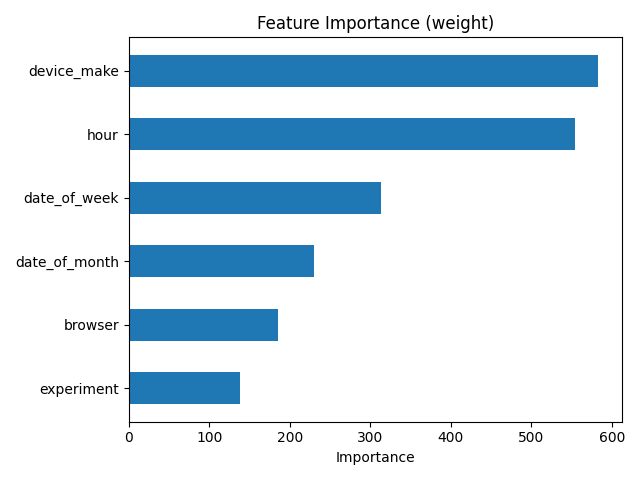 Feature Importance (weight)
device_make
hour
date_of_week
date_of_month
browser
experiment
0 100 200 300 400 500 600
Importance